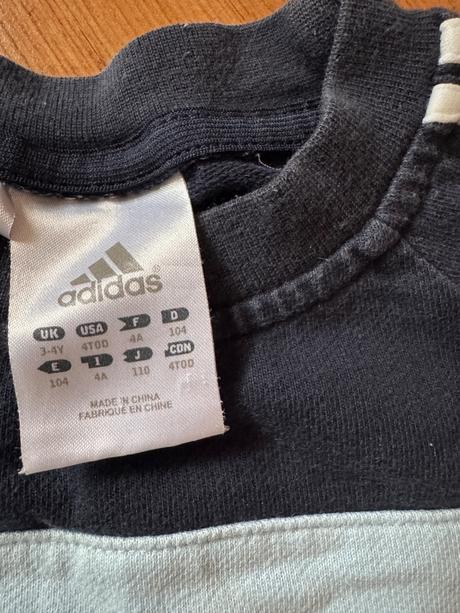 adidas
UK USA F D
3-4Y 4TOD 4A 104
E I J CDN
104 4A 110 4TOD
MADE IN CHINA
FABRIQUÉ EN CHINE